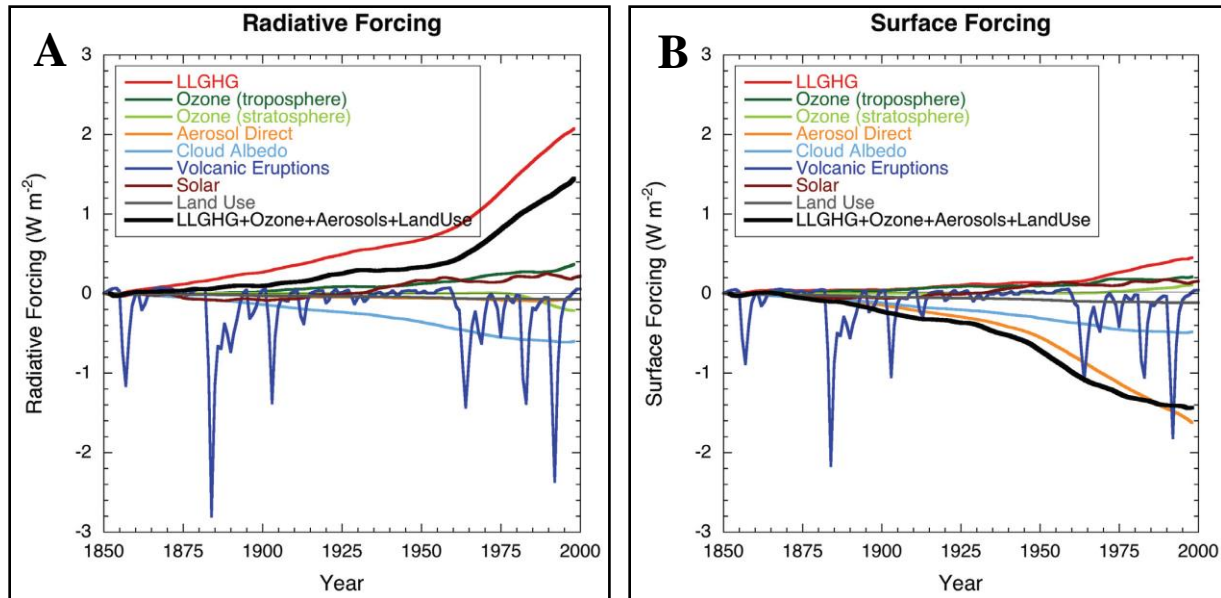 Radiative Forcing
A
3
2
1
0
-1
-2
-3
LLGHG
Ozone (troposphere)
Ozone (stratosphere)
Aerosol Direct
Cloud Albedo
Volcanic Eruptions
Solar
Land Use
LLGHG+Ozone+Aerosols+LandUse
Radiative Forcing (W m-2)
1850 1875 1900 1925 1950 1975 2000
Year
Surface Forcing
B
3
2
1
0
-1
-2
-3
LLGHG
Ozone (troposphere)
Ozone (stratosphere)
Aerosol Direct
Cloud Albedo
Volcanic Eruptions
Solar
Land Use
LLGHG+Ozone+Aerosols+LandUse
Surface Forcing (W m-2)
1850 1875 1900 1925 1950 1975 2000
Year